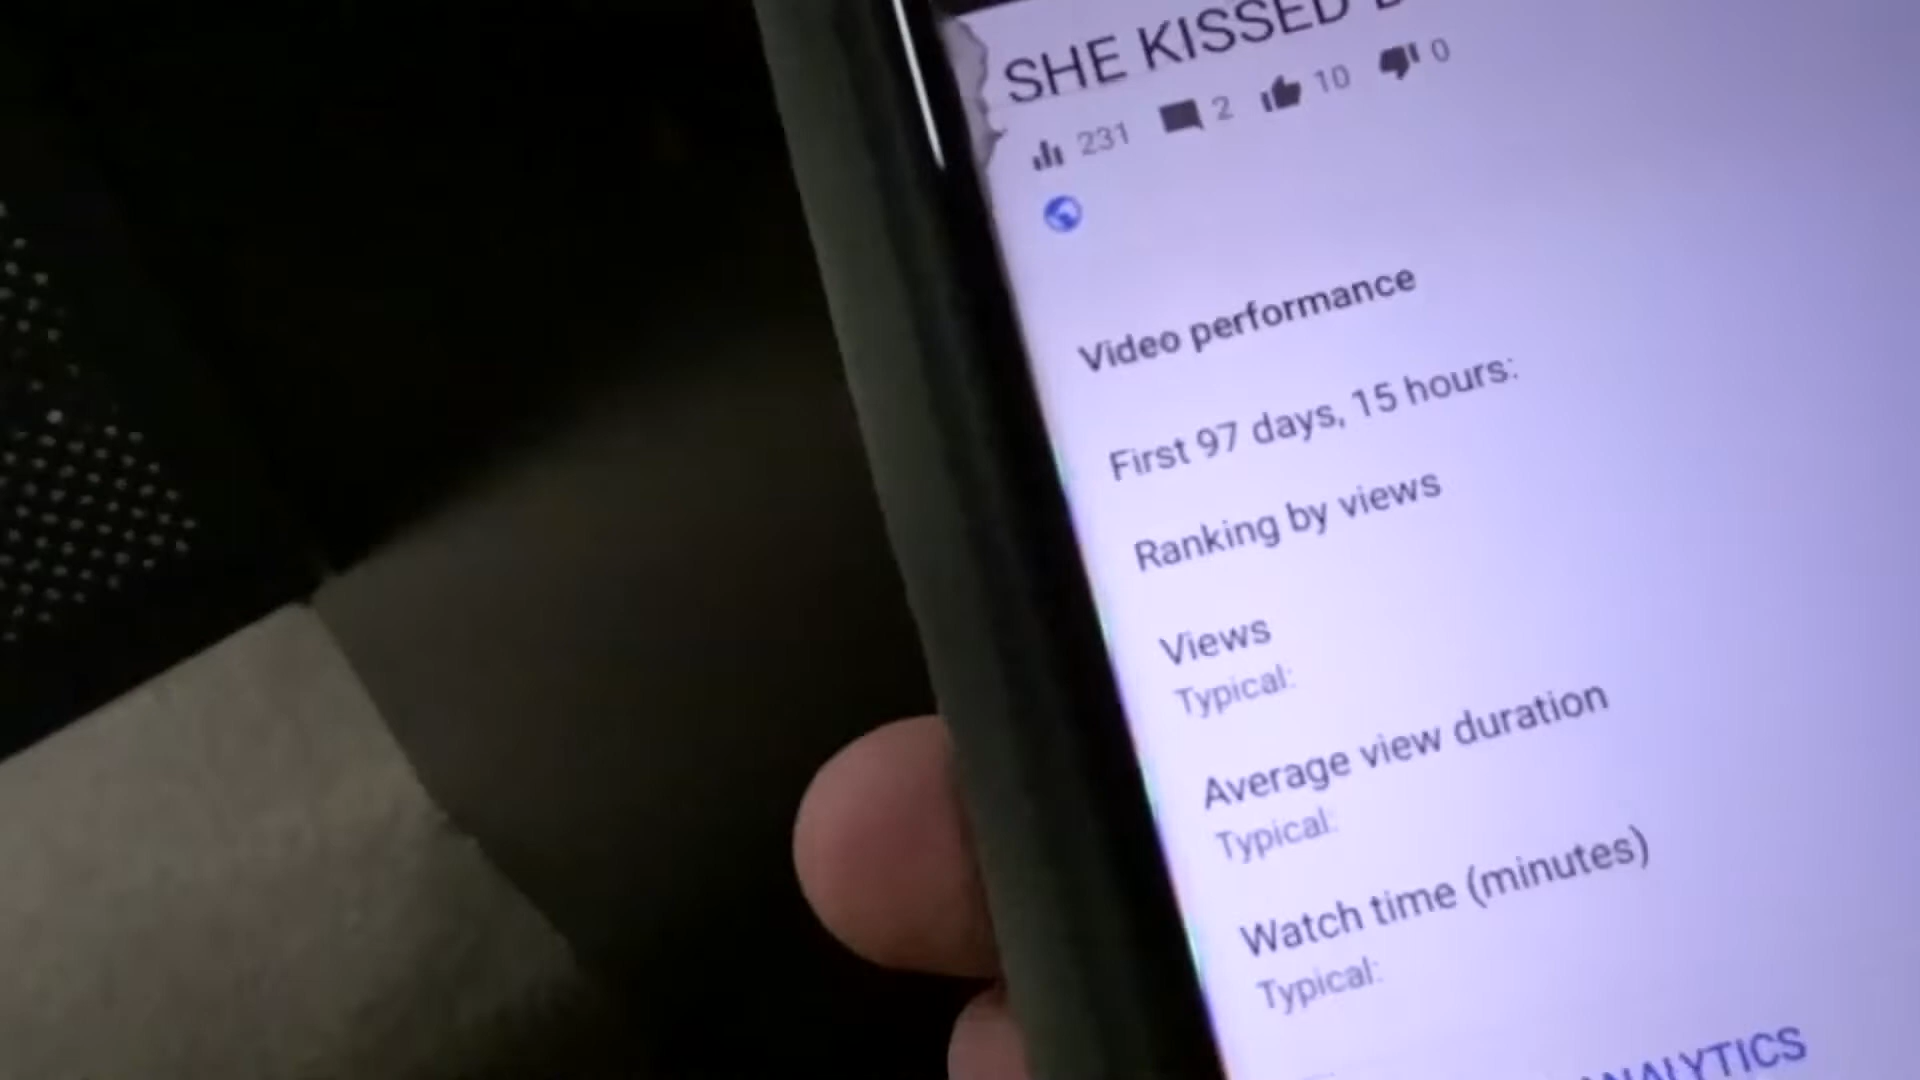 SHE KISSED
231 2 10 0
Video performance
First 97 days, 15 hours:
Ranking by views
Views
Typical:
Average view duration
Typical:
Watch time (minutes)
Typical:
ANALYTICS